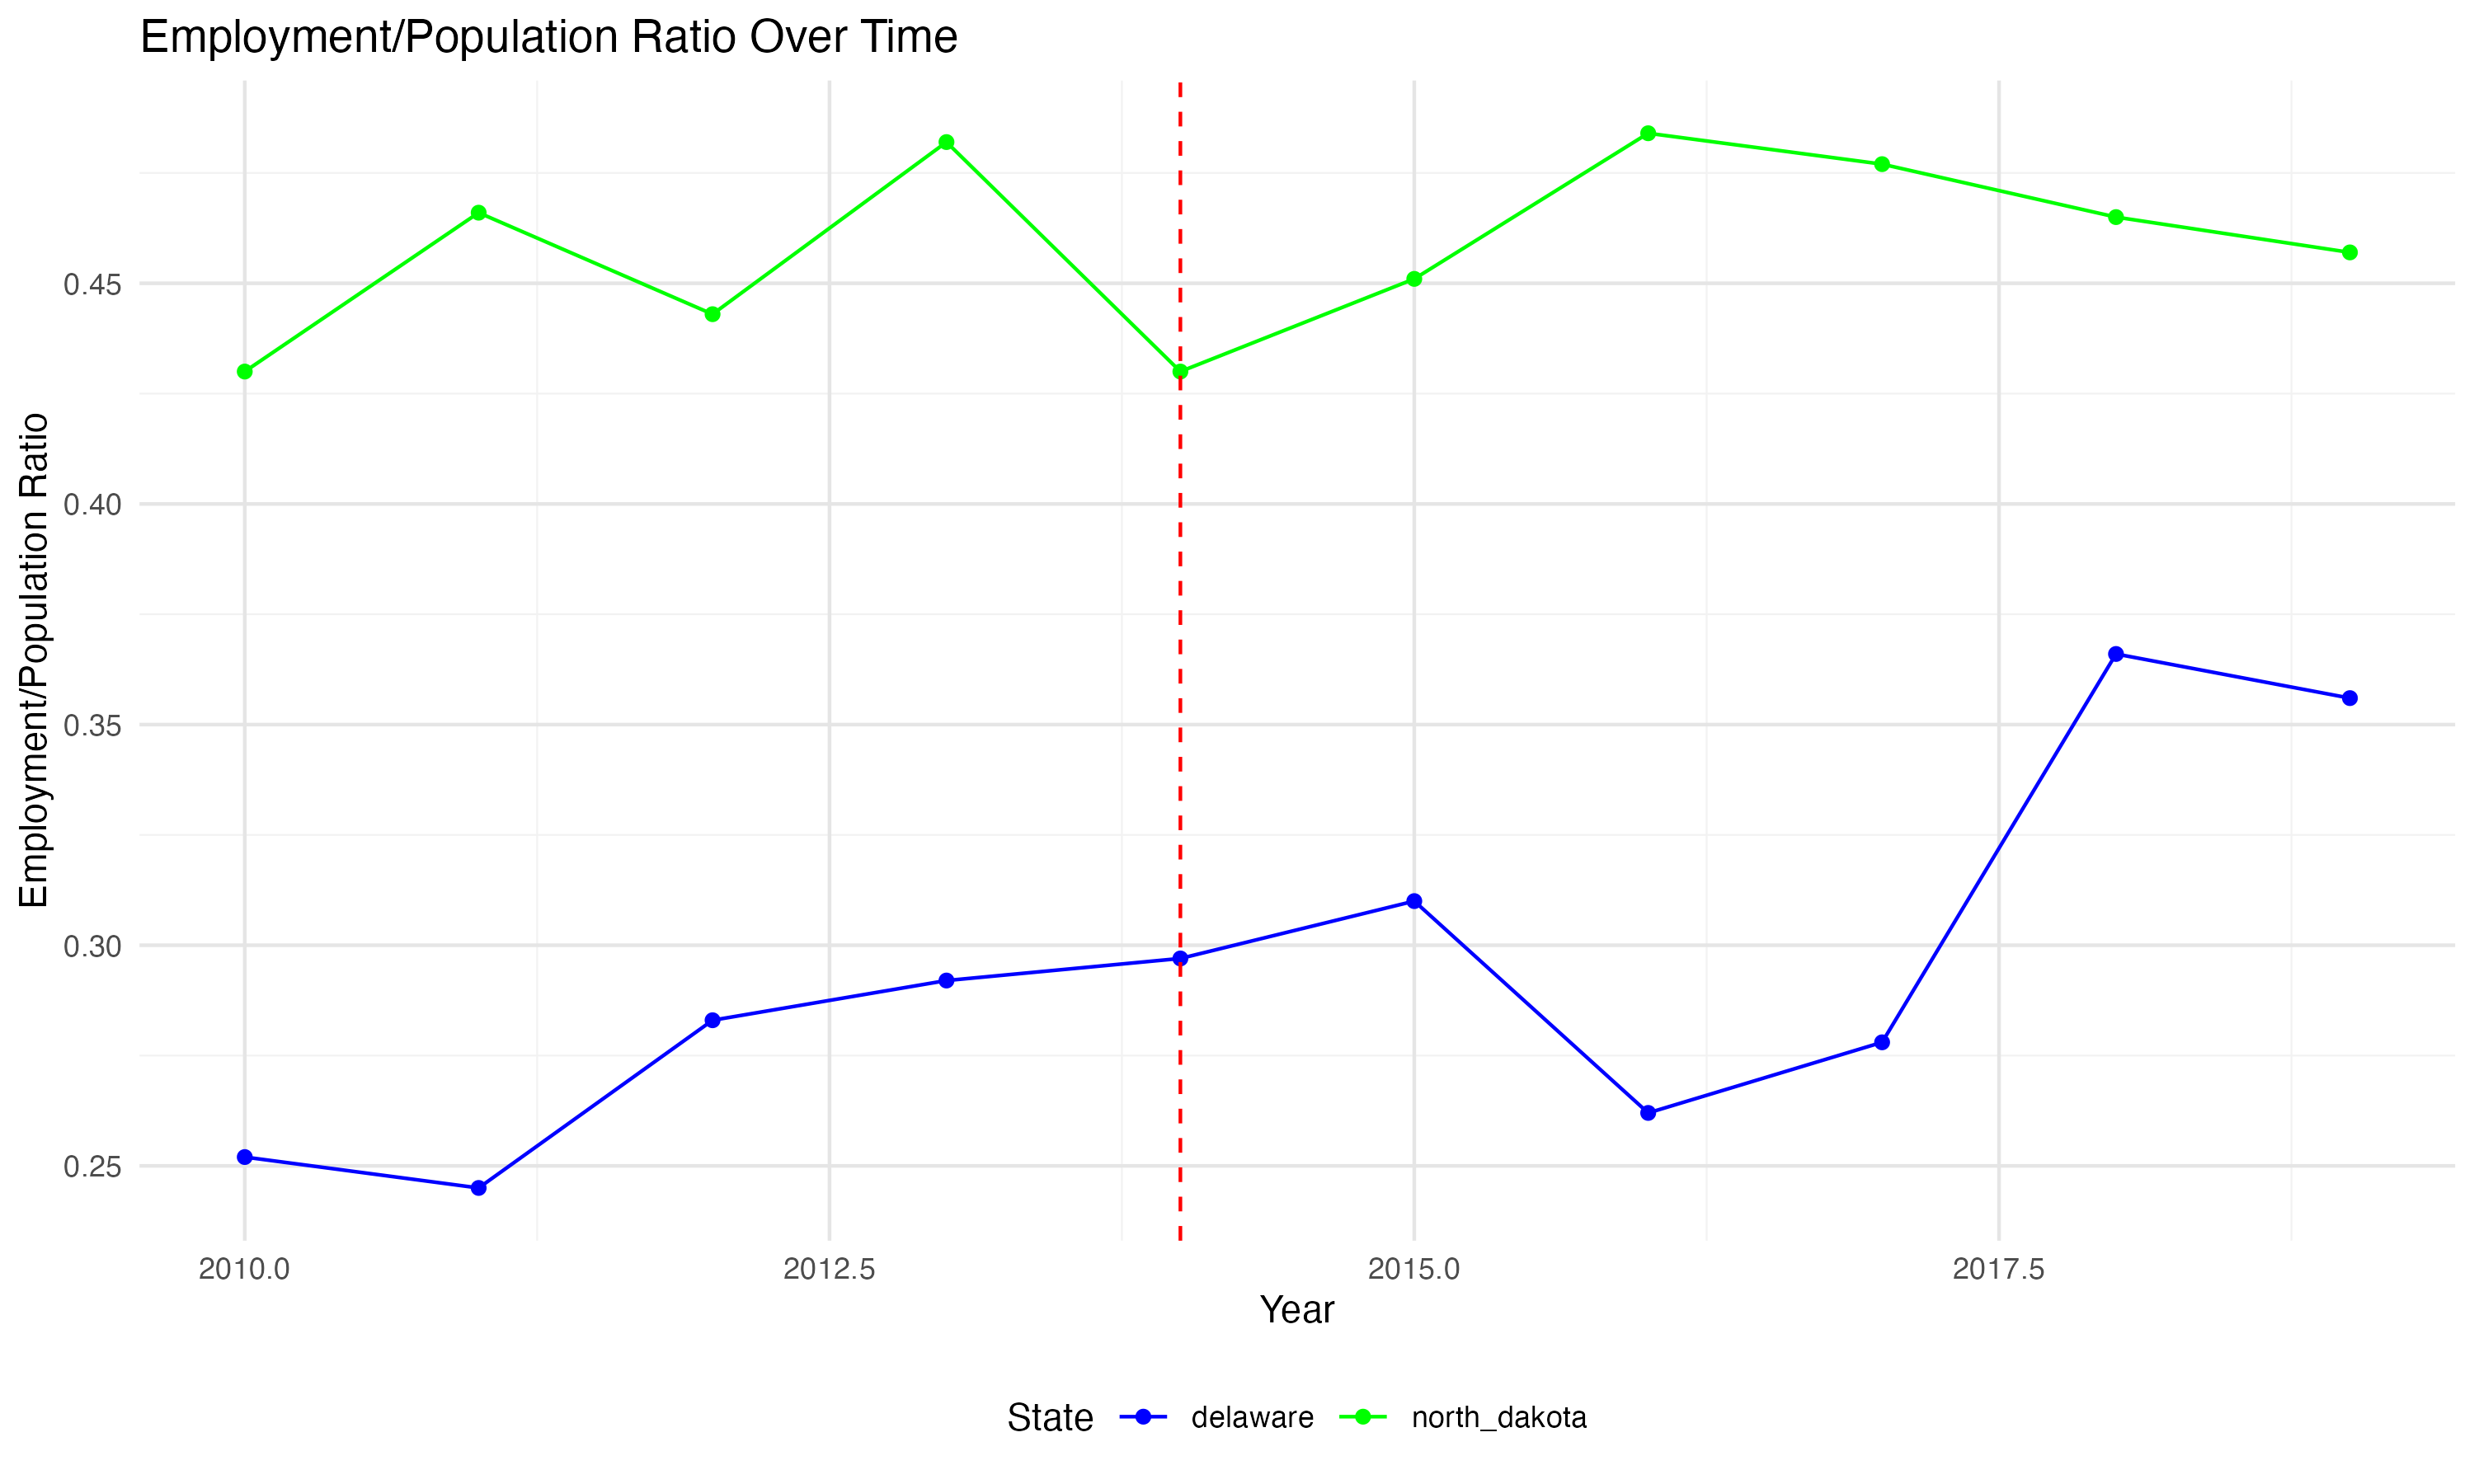 Employment/Population Ratio Over Time
Employment/Population Ratio
0.45
0.40
0.35
0.30
0.25
2010.0 2012.5 2015.0 2017.5
Year
State delaware north_dakota